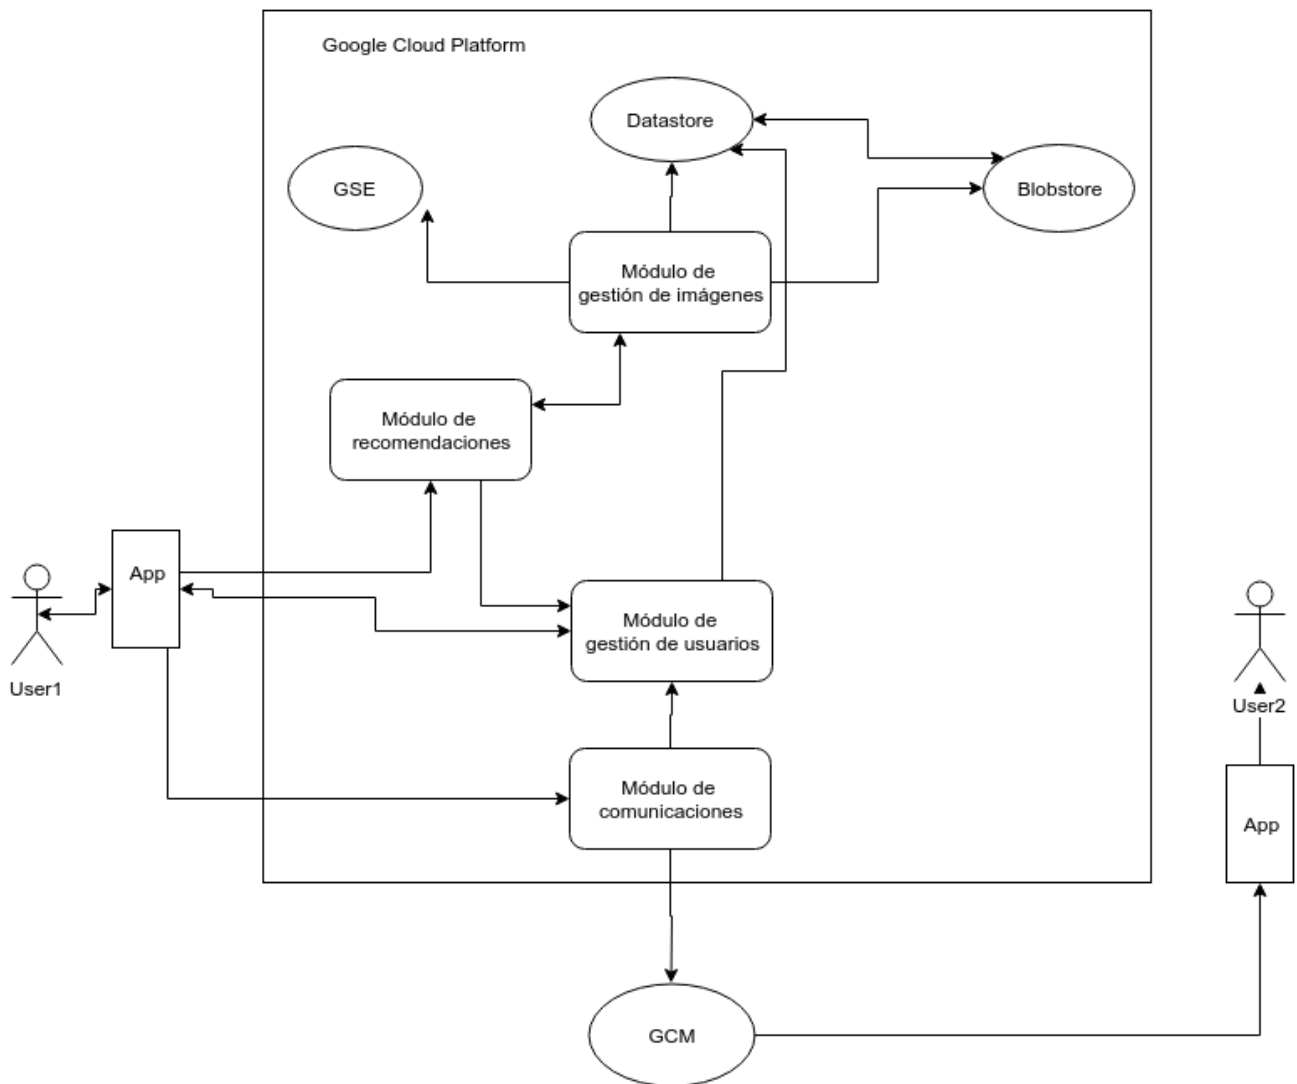 Google Cloud Platform
Datastore
GSE
Blobstore
Módulo de
gestión de imágenes
Módulo de
recomendaciones
App
User1
Módulo de
gestión de usuarios
User2
Módulo de
comunicaciones
App
GCM